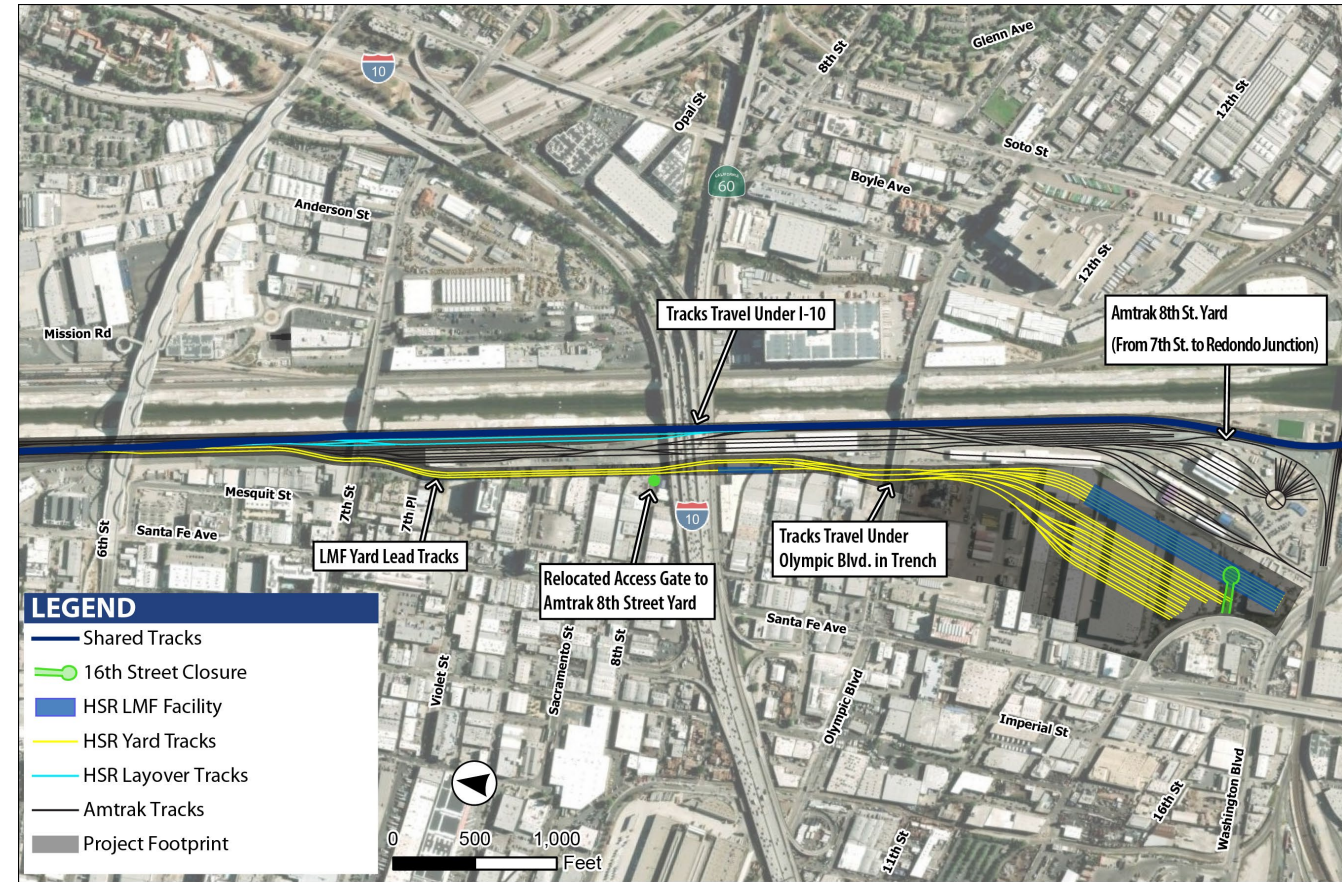 Glenn Ave
8th St
10
Opal St
12th St
Soto St
CALIFORNIA
60
Boyle Ave
Anderson St
12th St
Mission Rd
Tracks Travel Under I-10
Amtrak 8th St. Yard
(From 7th St. to Redondo Junction)
Mesquit St
7th St
7th Pl
6th St
Santa Fe Ave
10
LMF Yard Lead Tracks
Tracks Travel Under
Olympic Blvd. in Trench
Relocated Access Gate to
Amtrak 8th Street Yard
LEGEND
Shared Tracks
16th Street Closure
HSR LMF Facility
HSR Yard Tracks
HSR Layover Tracks
Amtrak Tracks
Project Footprint
Violet St
Sacramento St
8th St
Santa Fe Ave
Olympic Blvd
Imperial St
16th St
Washington Blvd
11th St
0 500 1,000
Feet